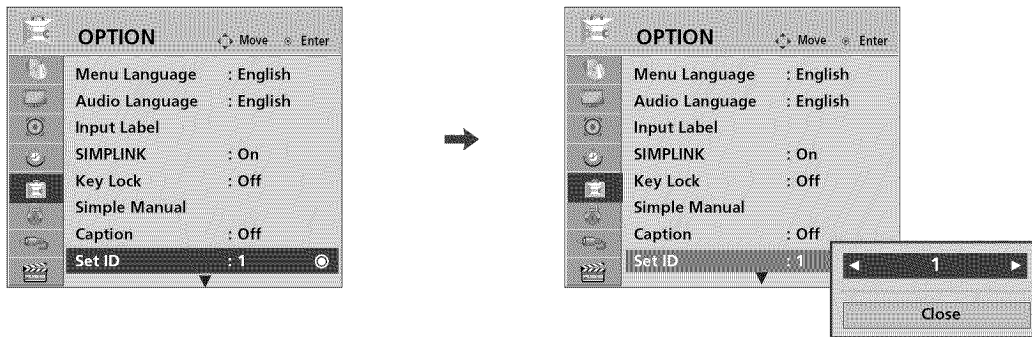 OPTION
Move Enter
Menu Language : English
Audio Language : English
Input Label
SIMPLINK : On
Key Lock : Off
Simple Manual
Caption : Off
Set ID : 1
OPTION
Move Enter
Menu Language : English
Audio Language : English
Input Label
SIMPLINK : On
Key Lock : Off
Simple Manual
Caption : Off
Set ID : 1
1
Close